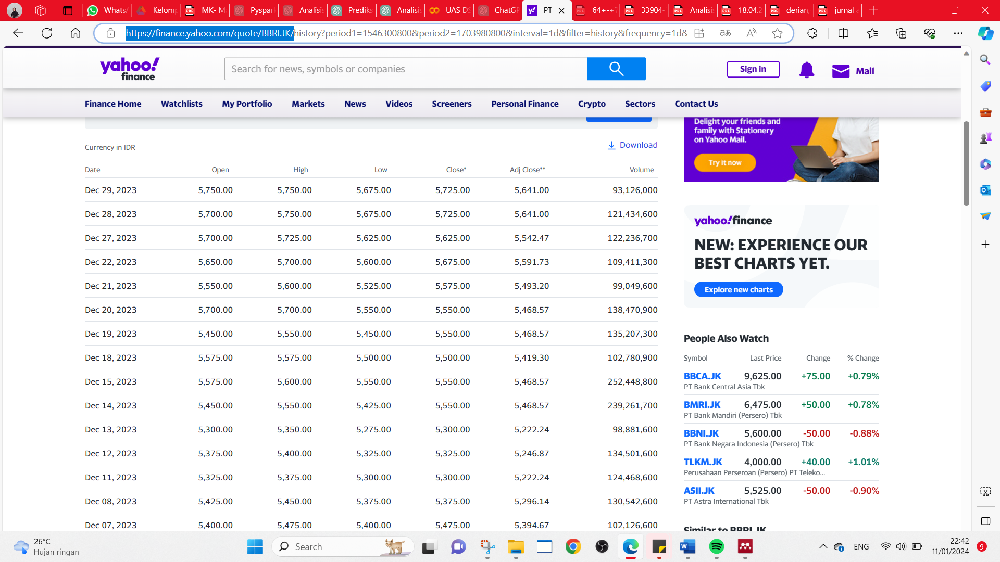 WhatsA
Kelomp
MK- M
Pyspark
Analisis
Prediks
Analisis
UAS DS
ChatGP
PT
64+-+7
33904-
Analisis
18.04.2
derian,
jurnal a
https://finance.yahoo.com/quote/BBRI.JK/history?period1=1546300800&period2=1703980800&interval=1d&filter=history&frequency=1d&
yahoo!
finance
Search for news, symbols or companies
Sign in
Mail
Finance Home Watchlists My Portfolio Markets News Videos Screeners Personal Finance Crypto Sectors Contact Us
Currency in IDR
Download
Date Open High Low Close* Adj Close** Volume
Dec 29, 2023 5,750.00 5,750.00 5,675.00 5,725.00 5,641.00 93,126,000
Dec 28, 2023 5,700.00 5,750.00 5,675.00 5,725.00 5,641.00 121,434,600
Dec 27, 2023 5,700.00 5,725.00 5,625.00 5,625.00 5,542.47 122,236,700
Dec 22, 2023 5,650.00 5,700.00 5,600.00 5,675.00 5,591.73 109,411,300
Dec 21, 2023 5,550.00 5,600.00 5,525.00 5,575.00 5,493.20 99,049,600
Dec 20, 2023 5,700.00 5,700.00 5,550.00 5,550.00 5,468.57 138,470,900
Dec 19, 2023 5,450.00 5,550.00 5,450.00 5,550.00 5,468.57 135,207,300
Dec 18, 2023 5,575.00 5,575.00 5,500.00 5,500.00 5,419.30 102,780,900
Dec 15, 2023 5,575.00 5,600.00 5,550.00 5,550.00 5,468.57 252,448,800
Dec 14, 2023 5,450.00 5,550.00 5,425.00 5,550.00 5,468.57 239,261,700
Dec 13, 2023 5,300.00 5,350.00 5,275.00 5,300.00 5,222.24 98,881,600
Dec 12, 2023 5,375.00 5,400.00 5,325.00 5,325.00 5,246.87 134,501,600
Dec 11, 2023 5,325.00 5,375.00 5,300.00 5,300.00 5,222.24 124,468,600
Dec 08, 2023 5,425.00 5,450.00 5,375.00 5,375.00 5,296.14 130,542,600
Dec 07, 2023 5,400.00 5,475.00 5,400.00 5,475.00 5,394.67 102,126,600
Delight your friends and
family with Stationery
on Yahoo Mail.
Try it now
yahoo!finance
NEW: EXPERIENCE OUR
BEST CHARTS YET.
Explore new charts
People Also Watch
Symbol Last Price Change % Change
BBCA.JK 9,625.00 +75.00 +0.79%
PT Bank Central Asia Tbk
BMRI.JK 6,475.00 +50.00 +0.78%
PT Bank Mandiri (Persero) Tbk
BBNI.JK 5,600.00 -50.00 -0.88%
PT Bank Negara Indonesia (Persero) Tbk
TLKM.JK 4,000.00 +40.00 +1.01%
Perusahaan Perseroan (Persero) PT Teleko...
ASII.JK 5,525.00 -50.00 -0.90%
PT Astra International Tbk
Similar to BBRI.JK
26°C
Hujan ringan
Search
ENG
22:42
11/01/2024
9